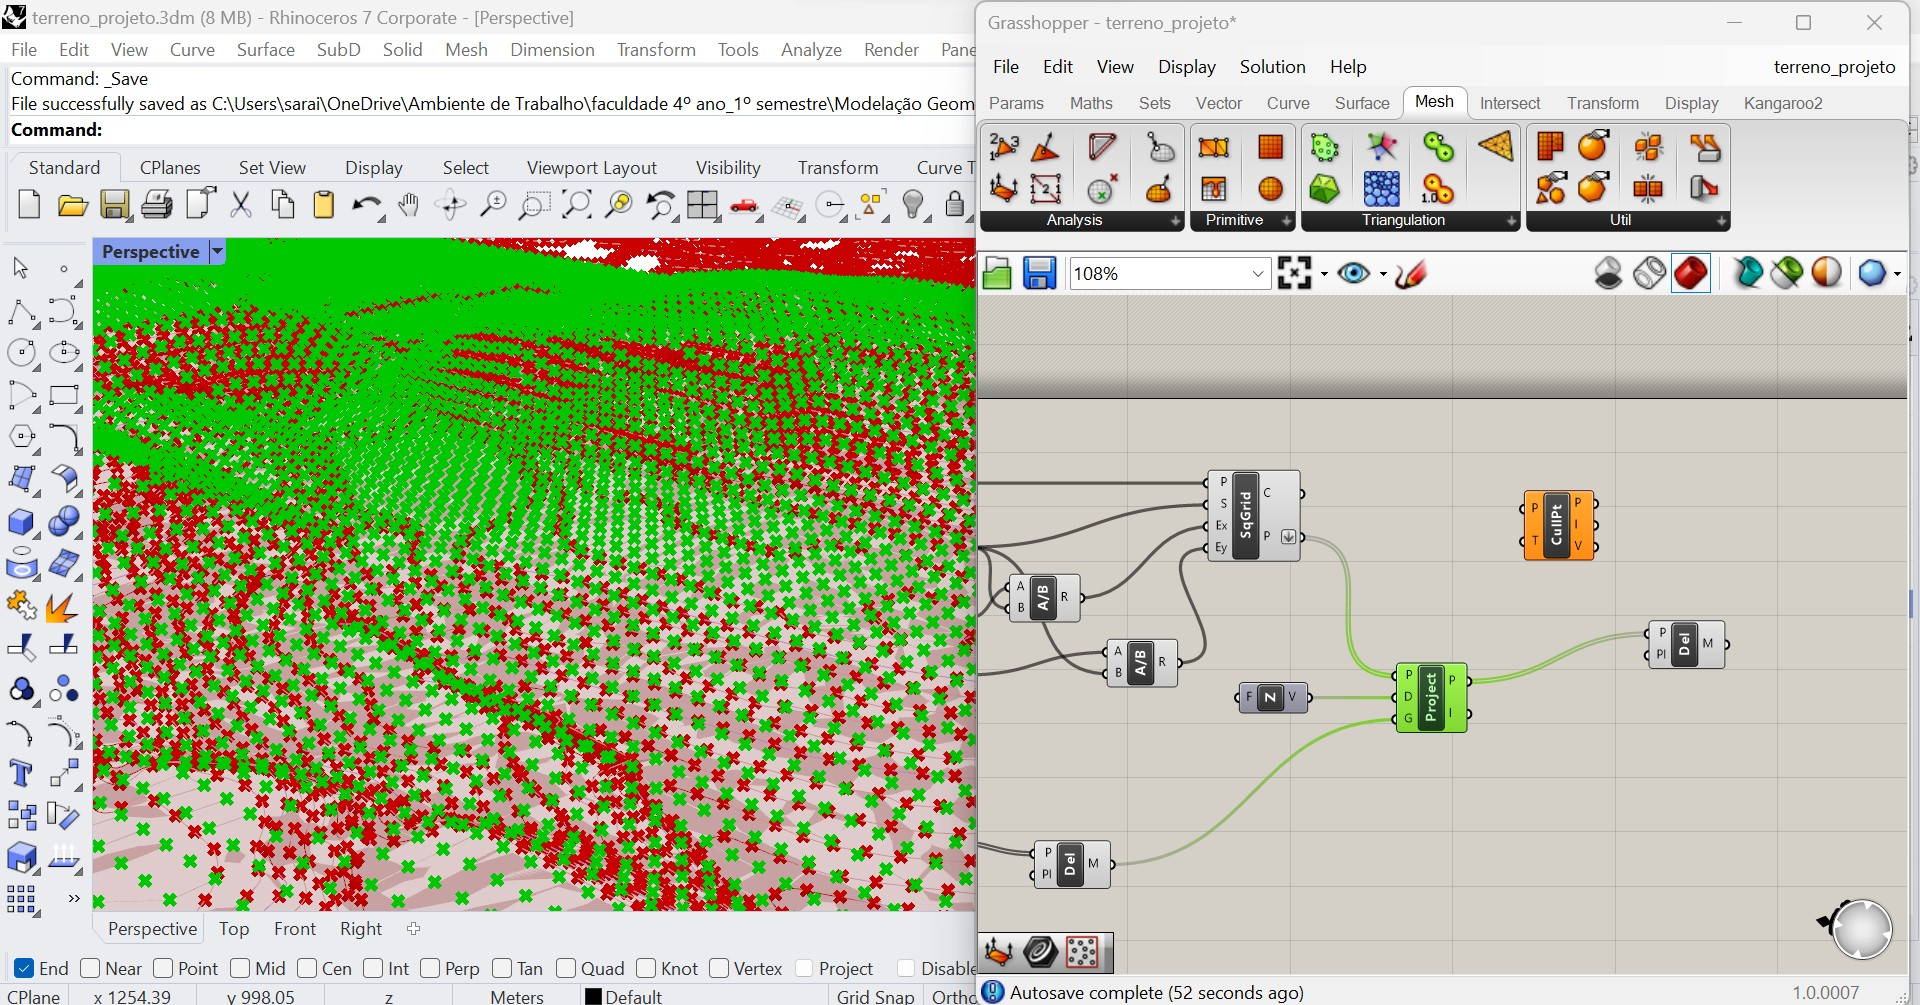 terreno_projeto.3dm (8 MB) - Rhinoceros 7 Corporate - [Perspective]
File Edit View Curve Surface SubD Solid Mesh Dimension Transform Tools Analyze Render Pane
Command: _Save
File successfully saved as C:\Users\sarai\OneDrive\Ambiente de Trabalho\faculdade 4º ano_1º semestre\Modelação Geom
Command:
Standard CPlanes Set View Display Select Viewport Layout Visibility Transform Curve T
Perspective
Perspective Top Front Right
End Near Point Mid Cen Int Perp Tan Quad Knot Vertex Project Disable
CPlane x 1254.39 y 998.05 z Meters Default Grid Snap Ortho
Grasshopper - terreno_projeto*
File Edit View Display Solution Help terreno_projeto
Params Maths Sets Vector Curve Surface Mesh Intersect Transform Display Kangaroo2
Analysis Primitive Triangulation Util
108%
P S Ex Ey SqGrid C P
A B A/B R
A B A/B R
F Z V
P D G Project P I
P T CullPt P I V
P Pl Del M
P Pl Del M
Autosave complete (52 seconds ago) 1.0.0007